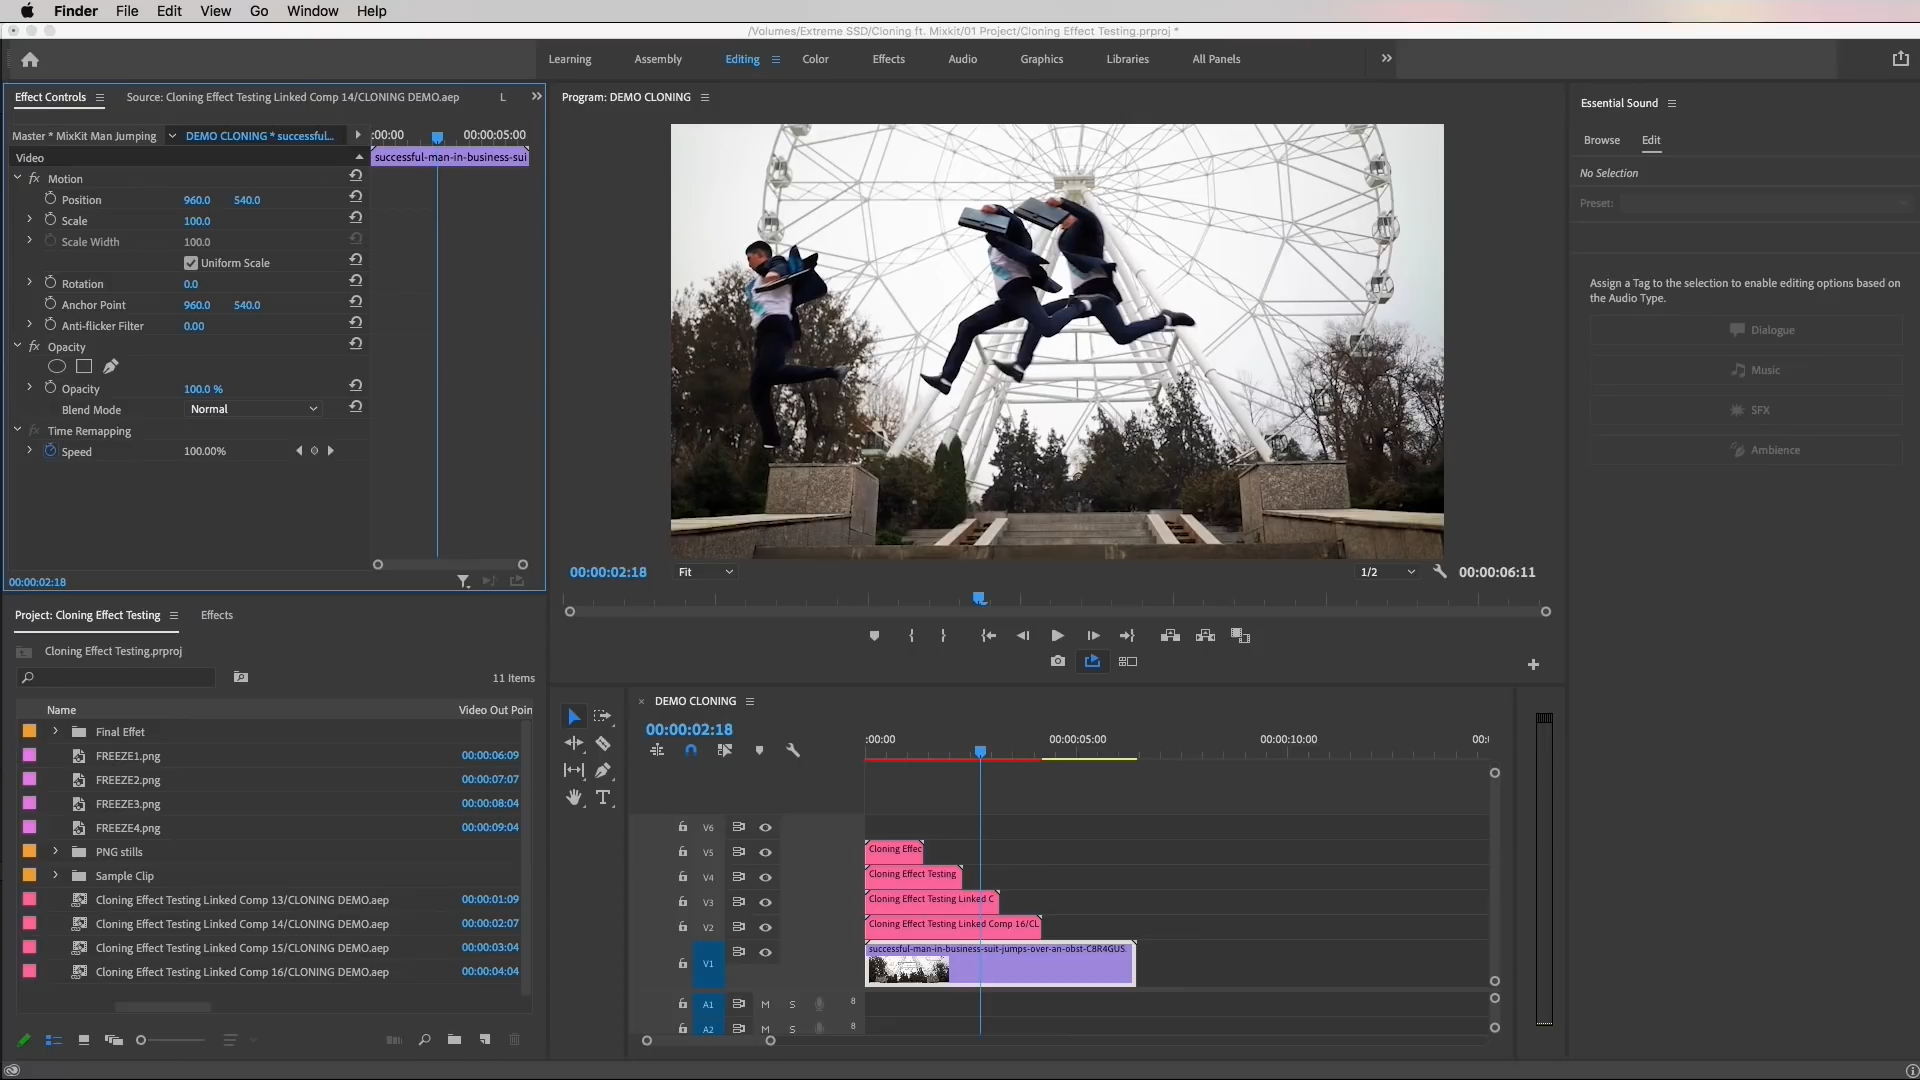 Finder File Edit View Go Window Help
/Volumes/Extreme SSD/Cloning ft. Mixkit/01 Project/Cloning Effect Testing.prproj *
Learning Assembly Editing Color Effects Audio Graphics Libraries All Panels
Effect Controls Source: Cloning Effect Testing Linked Comp 14/CLONING DEMO.aep L
Master * MixKit Man Jumping DEMO CLONING * successful... :00:00 00:00:05:00
Video successful-man-in-business-sui
Motion
Position 960.0 540.0
Scale 100.0
Scale Width 100.0
Uniform Scale
Rotation 0.0
Anchor Point 960.0 540.0
Anti-flicker Filter 0.00
Opacity
Opacity 100.0 %
Blend Mode Normal
Time Remapping
Speed 100.00%
00:00:02:18
Program: DEMO CLONING
00:00:02:18 Fit 1/2 00:00:06:11
Essential Sound
Browse Edit
No Selection
Preset:
Assign a Tag to the selection to enable editing options based on
the Audio Type.
Dialogue
Music
SFX
Ambience
Project: Cloning Effect Testing Effects
Cloning Effect Testing.prproj
11 Items
Name Video Out Poin
Final Effet
FREEZE1.png 00:00:06:09
FREEZE2.png 00:00:07:07
FREEZE3.png 00:00:08:04
FREEZE4.png 00:00:09:04
PNG stills
Sample Clip
Cloning Effect Testing Linked Comp 13/CLONING DEMO.aep 00:00:01:09
Cloning Effect Testing Linked Comp 14/CLONING DEMO.aep 00:00:02:07
Cloning Effect Testing Linked Comp 15/CLONING DEMO.aep 00:00:03:04
Cloning Effect Testing Linked Comp 16/CLONING DEMO.aep 00:00:04:04
DEMO CLONING
00:00:02:18
:00:00 00:00:05:00 00:00:10:00 00:
V6
V5 Cloning Effec
V4 Cloning Effect Testing
V3 Cloning Effect Testing Linked C
V2 Cloning Effect Testing Linked Comp 16/CL
successful-man-in-business-suit-jumps-over-an-obst-C8R4GUS.
V1
A1 M S 8
A2 M S 8